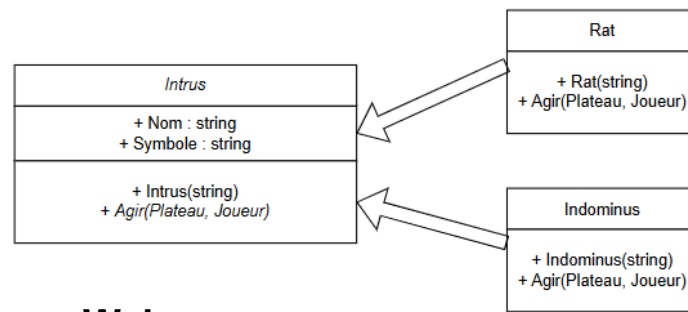 Intrus
+ Nom : string
+ Symbole : string
+ Intrus(string)
+ Agir(Plateau, Joueur)
Rat
+ Rat(string)
+ Agir(Plateau, Joueur)
Indominus
+ Indominus(string)
+ Agir(Plateau, Joueur)